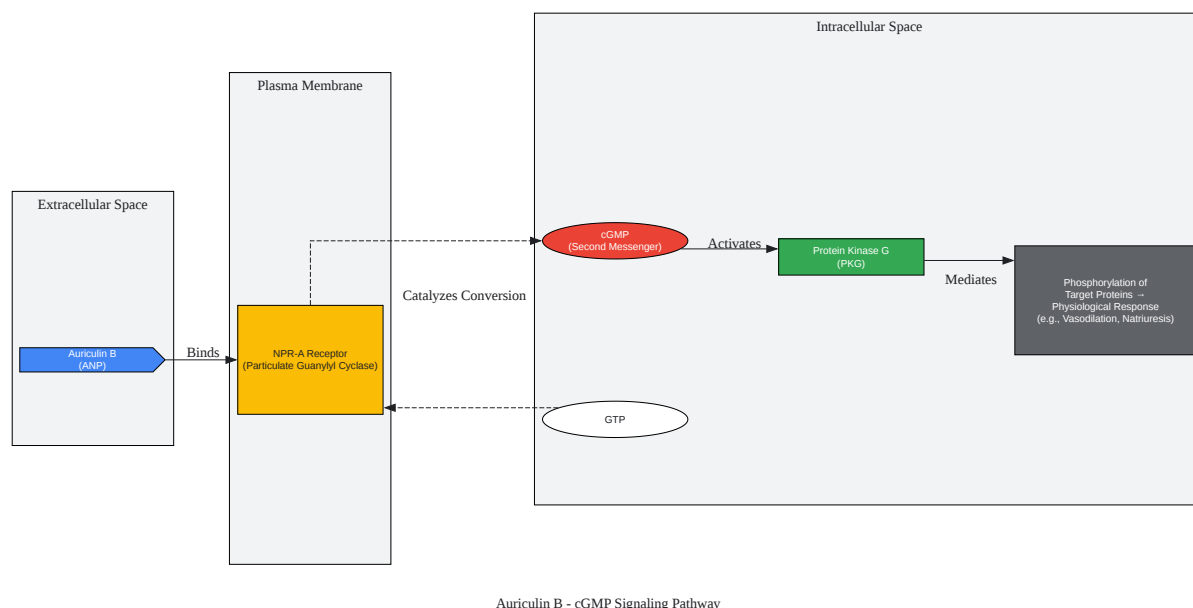 Intracellular Space
Plasma Membrane
Extracellular Space
Auriculin B
(ANP)
Binds
NPR-A Receptor
(Particulate Guanylyl Cyclase)
Catalyzes Conversion
cGMP
(Second Messenger)
Activates
Protein Kinase G
(PKG)
Mediates
Phosphorylation of
Target Proteins →
Physiological Response
(e.g., Vasodilation, Natriuresis)
GTP
Auriculin B - cGMP Signaling Pathway